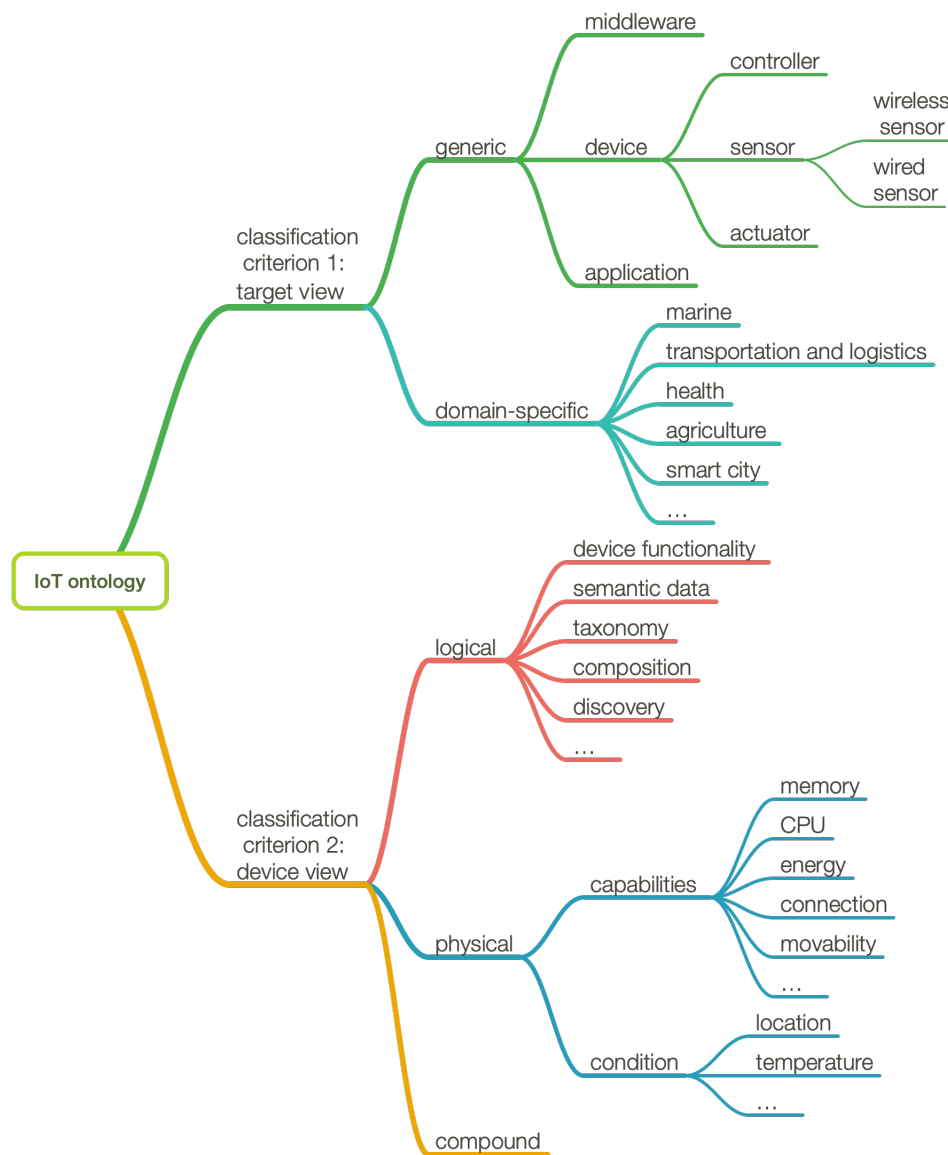 IoT ontology
classification
criterion 1:
target view
generic
middleware
device
controller
sensor
wireless
sensor
wired
sensor
actuator
application
domain-specific
marine
transportation and logistics
health
agriculture
smart city
...
classification
criterion 2:
device view
logical
device functionality
semantic data
taxonomy
composition
discovery
...
physical
capabilities
memory
CPU
energy
connection
movability
...
condition
location
temperature
...
compound